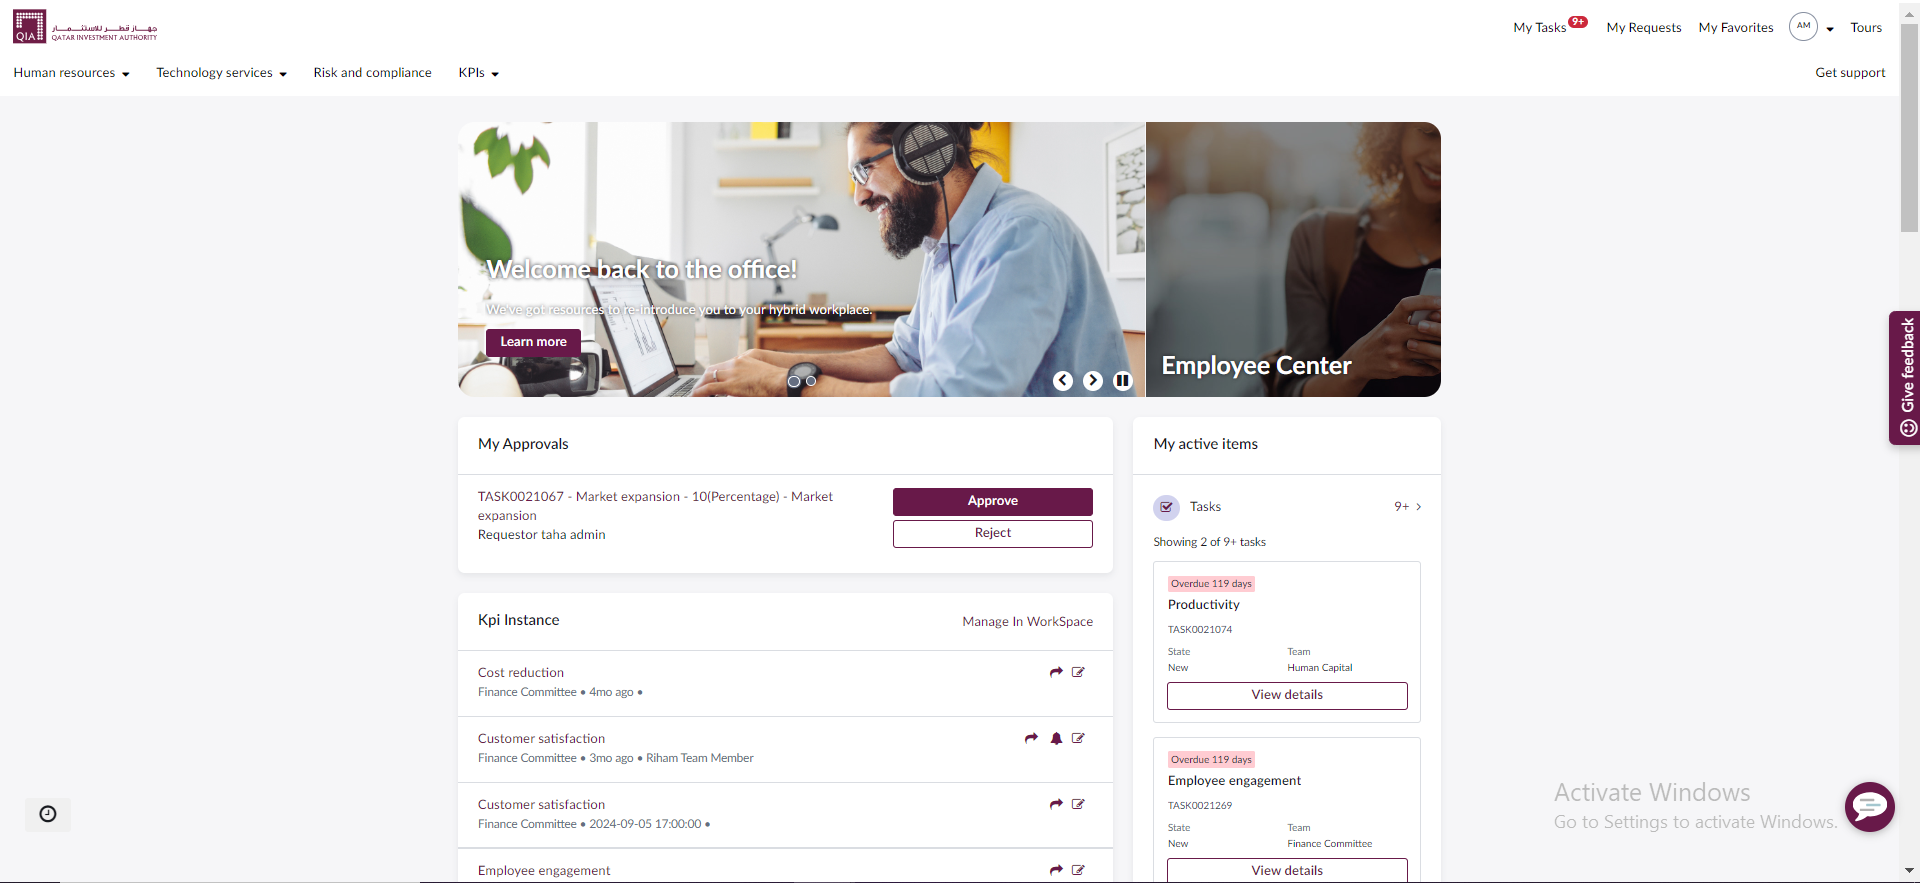 جهــاز قطــر للاستثـــمــــار
QIA QATAR INVESTMENT AUTHORITY
My Tasks 9+ My Requests My Favorites AM Tours
Human resources Technology services Risk and compliance KPIs Get support
Welcome back to the office!
We've got resources to re-introduce you to your hybrid workplace.
Learn more
Employee Center
Give feedback
My Approvals
TASK0021067 - Market expansion - 10(Percentage) - Market
expansion
Requestor taha admin
Approve
Reject
Kpi Instance Manage In WorkSpace
Cost reduction
Finance Committee • 4mo ago •
Customer satisfaction
Finance Committee • 3mo ago • Riham Team Member
Customer satisfaction
Finance Committee • 2024-09-05 17:00:00 •
Employee engagement
My active items
Tasks 9+
Showing 2 of 9+ tasks
Overdue 119 days
Productivity
TASK0021074
State Team
New Human Capital
View details
Overdue 119 days
Employee engagement
TASK0021269
State Team
New Finance Committee
View details
Activate Windows
Go to Settings to activate Windows.